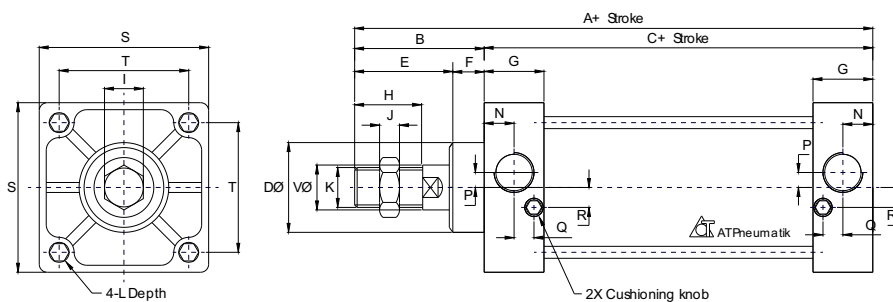 A+ Stroke
S
B
C+ Stroke
T
I
E
F
G
G
H
J
N
N
S
T
DØ
VØ
K
P
P
R
R
Q
Q
ATPneumatik
4-L Depth
2X Cushioning knob